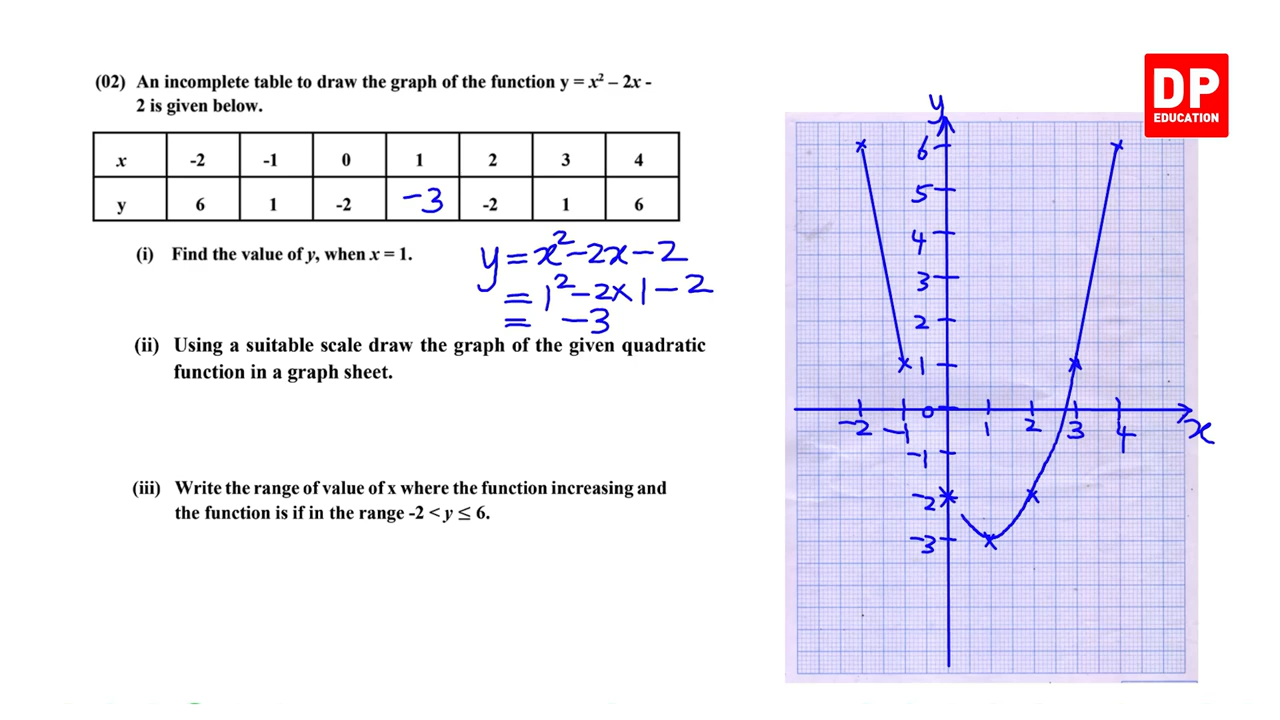 DP
EDUCATION
(02) An incomplete table to draw the graph of the function y = x² – 2x -
2 is given below.
x -2 -1 0 1 2 3 4
y 6 1 -2 -3 -2 1 6
(i) Find the value of y, when x = 1.
y = x² - 2x - 2
= 1² - 2x1 - 2
= -3
(ii) Using a suitable scale draw the graph of the given quadratic
function in a graph sheet.
(iii) Write the range of value of x where the function increasing and
the function is if in the range -2 < y ≤ 6.
y
6
5
4
3
2
1
0
-2 -1 1 2 3 4 x
-1
-2
-3